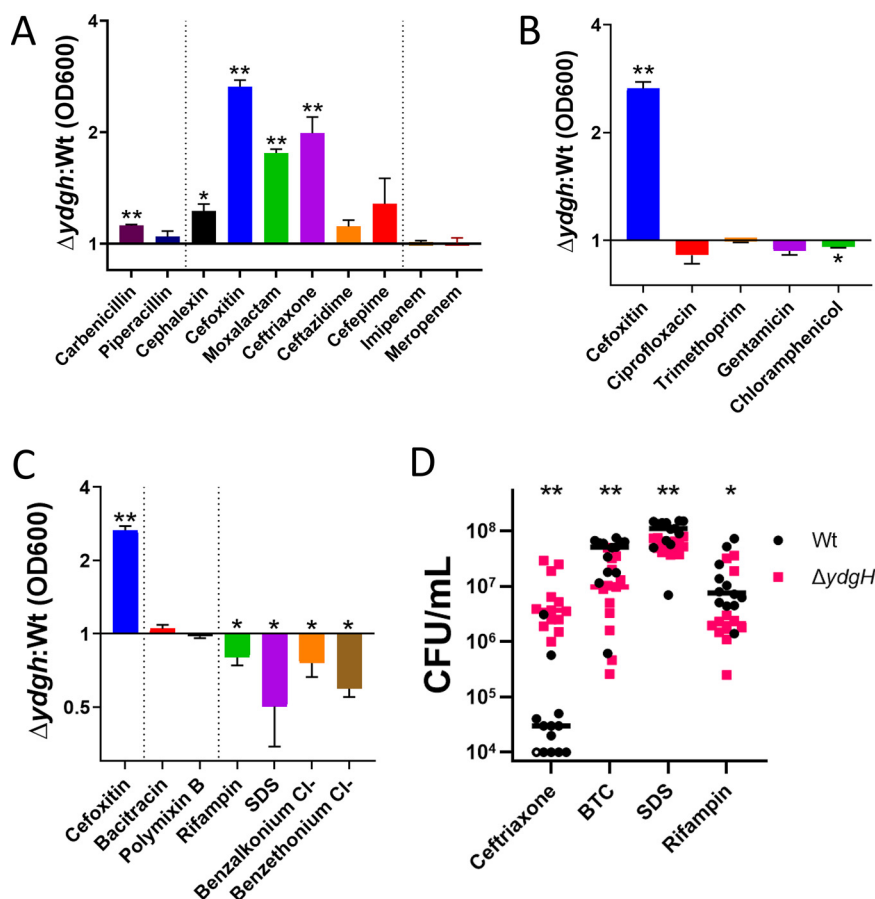 A
Δydgh:Wt (OD600)
4
2
1
**
*
**
**
**
Carbenicillin
Piperacillin
Cephalexin
Cefoxitin
Moxalactam
Ceftriaxone
Ceftazidime
Cefepime
Imipenem
Meropenem
B
Δydgh:Wt (OD600)
4
2
1
**
*
Cefoxitin
Ciprofloxacin
Trimethoprim
Gentamicin
Chloramphenicol
C
Δydgh:Wt (OD600)
4
2
1
0.5
**
* * * *
Cefoxitin
Bacitracin
Polymixin B
Rifampin
SDS
Benzalkonium Cl-
Benzethonium Cl-
D
CFU/mL
10⁸
10⁷
10⁶
10⁵
10⁴
** ** ** *
Wt
ΔydgH
Ceftriaxone
BTC
SDS
Rifampin